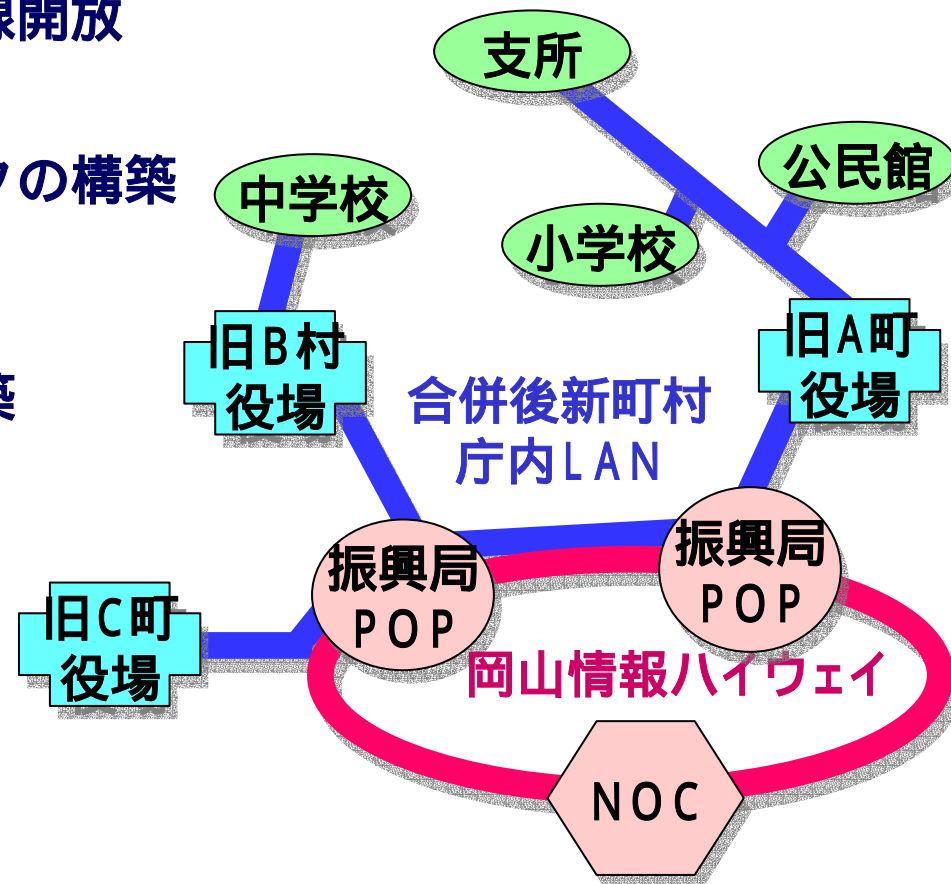 線開放
支所
公民館
クの構築
中学校
小学校
旧B村
役場
旧A町
役場
築
合併後新町村
庁内LAN
振興局
POP
振興局
POP
旧C町
役場
岡山情報ハイウェイ
NOC